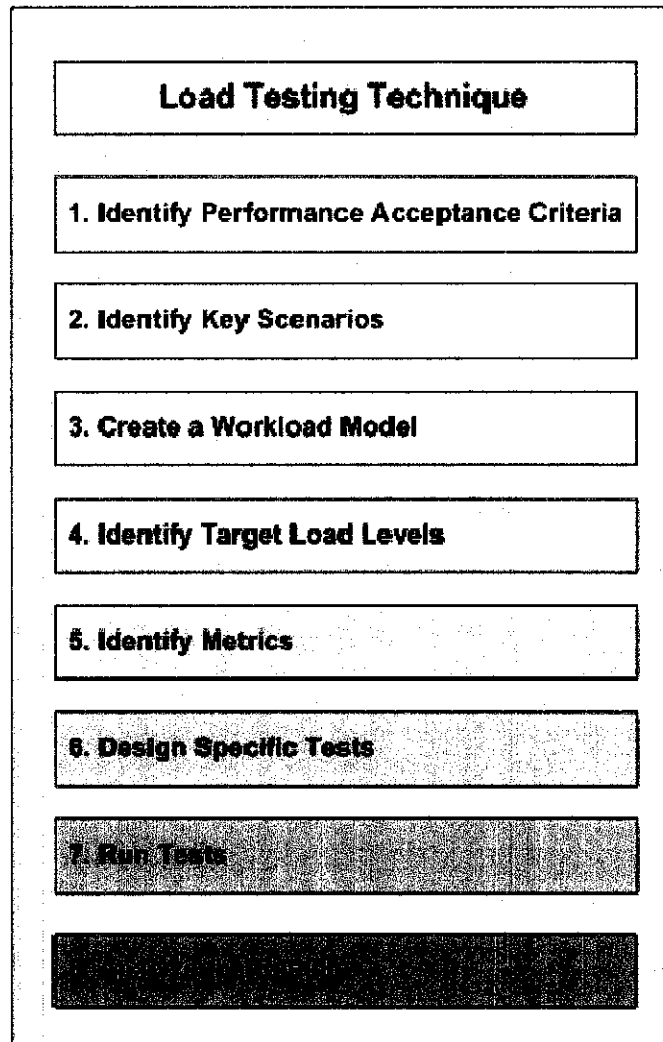 Load Testing Technique
1. Identify Performance Acceptance Criteria
2. Identify Key Scenarios
3. Create a Workload Model
4. Identify Target Load Levels
5. Identify Metrics
6. Design Specific Tests
7. Run Tests